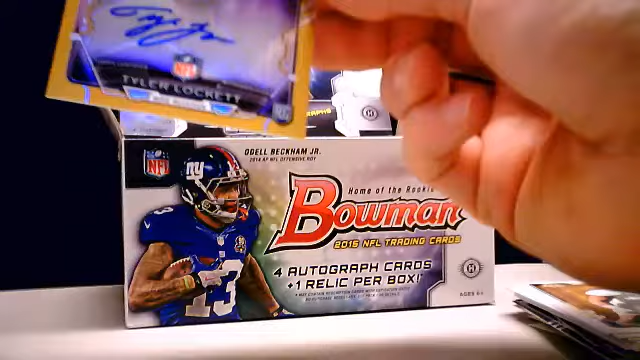 NFL
TYLER LOCKETT
ODELL BECKHAM JR.
2014 AP NFL OFFENSIVE ROY
NFL
ny
Home of the Rookie
Bowman
2015 NFL TRADING CARDS
13
4 AUTOGRAPH CARDS
+1 RELIC PER BOX!
H
AGES 6+